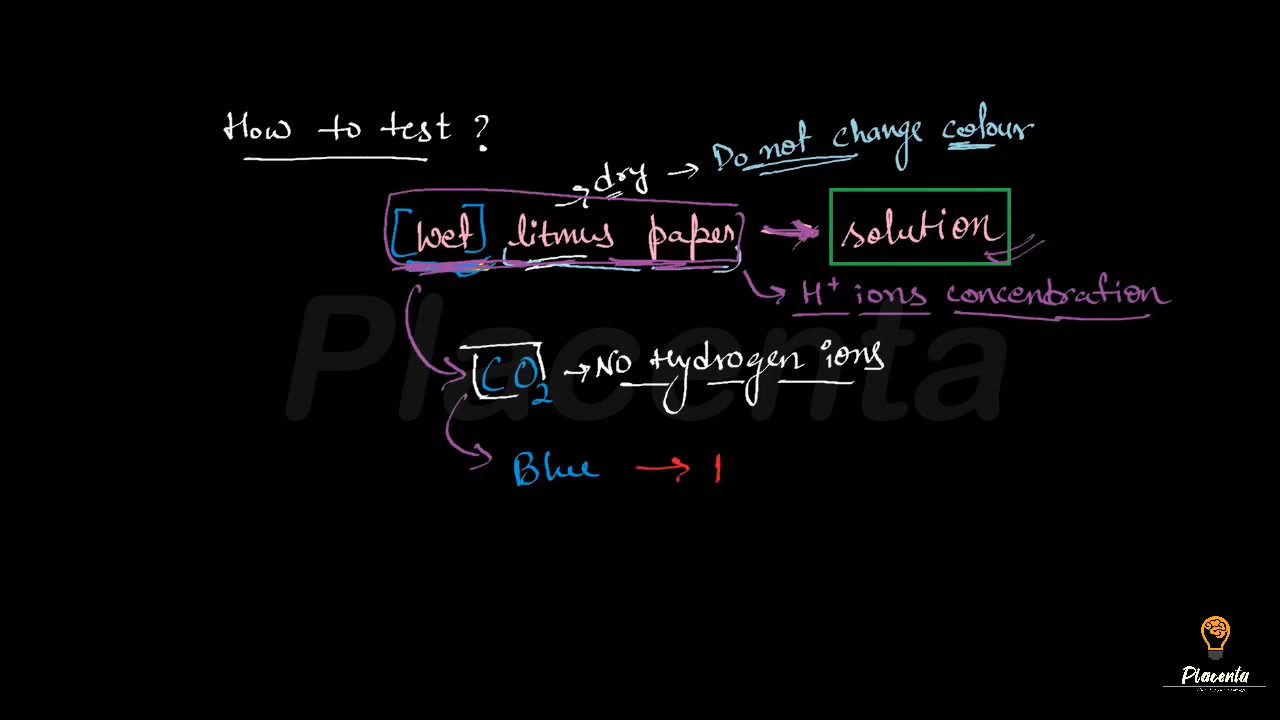 How to test ?
dry → Do not change colour
[wet] litmus paper → solution
H+ ions concentration
CO2 → No Hydrogen ions
Blue →
Placenta
Placenta